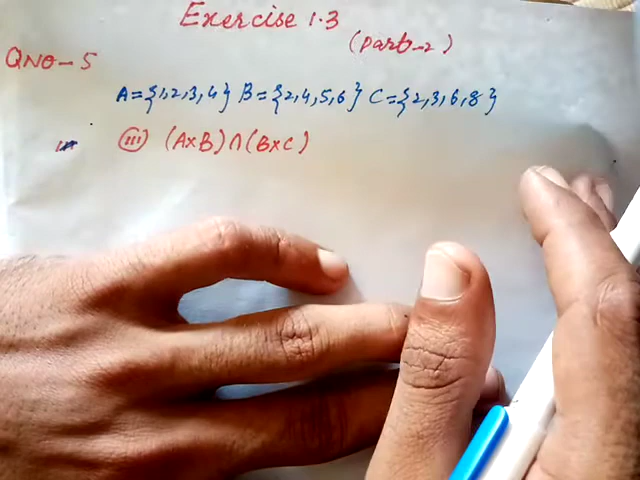 Exercise 1.3
(Part-2)
QNO-5
A={1,2,3,4} B={2,4,5,6} C={2,3,6,8}
(iii) (A×B)∩(B×C)